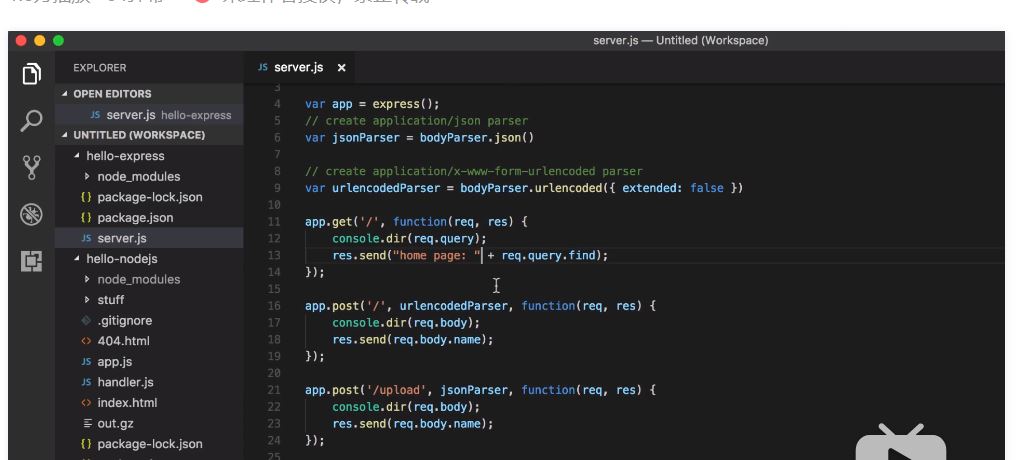 server.js — Untitled (Workspace)
EXPLORER
OPEN EDITORS
JS server.js hello-express
UNTITLED (WORKSPACE)
hello-express
node_modules
{} package-lock.json
{} package.json
JS server.js
hello-nodejs
node_modules
stuff
.gitignore
<> 404.html
JS app.js
JS handler.js
<> index.html
out.gz
{} package-lock.json
JS server.js ×
3
4 var app = express();
5 // create application/json parser
6 var jsonParser = bodyParser.json()
7
8 // create application/x-www-form-urlencoded parser
9 var urlencodedParser = bodyParser.urlencoded({ extended: false })
10
11 app.get('/', function(req, res) {
12 console.dir(req.query);
13 res.send("home page: " + req.query.find);
14 });
15
16 app.post('/', urlencodedParser, function(req, res) {
17 console.dir(req.body);
18 res.send(req.body.name);
19 });
20
21 app.post('/upload', jsonParser, function(req, res) {
22 console.dir(req.body);
23 res.send(req.body.name);
24 });
25